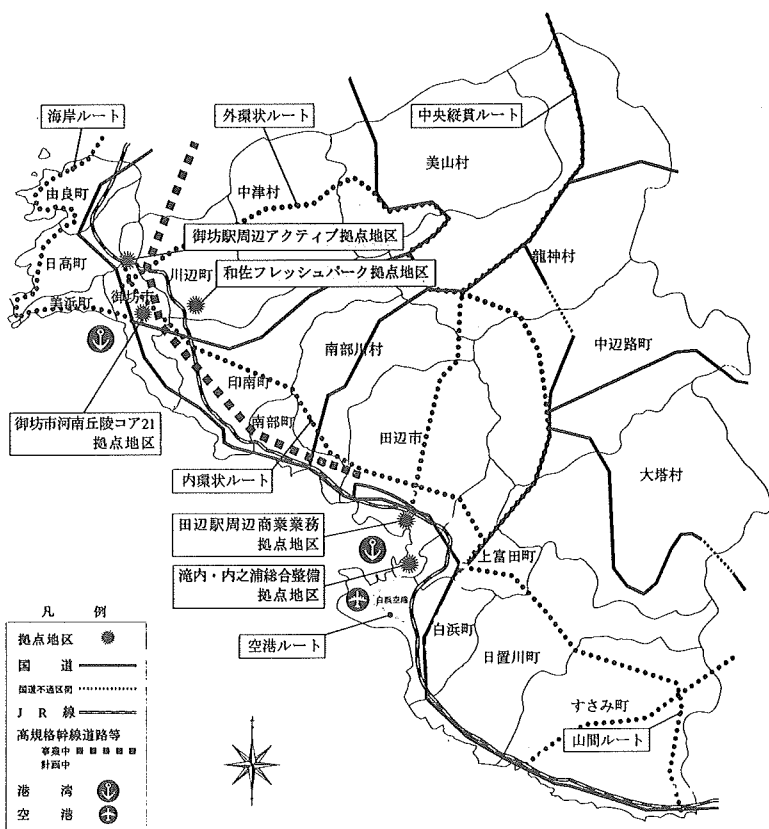 海岸ルート
外環状ルート
中央縦貫ルート
美山村
由良町
中津村
御坊駅周辺アクティブ拠点地区
龍神村
日高町
川辺町
和佐フレッシュパーク拠点地区
御坊市
美浜町
南部川村
中辺路町
印南町
御坊市河南丘陵コア21
拠点地区
南部町
田辺市
大塔村
内環状ルート
田辺駅周辺商業業務
拠点地区
上富田町
滝内・内之浦総合整備
拠点地区
白浜空港
白浜町
空港ルート
日置川町
すさみ町
山間ルート
凡 例
拠点地区
国 道
国道不通区間
JR線
高規格幹線道路等
事業中
計画中
港 湾
空 港